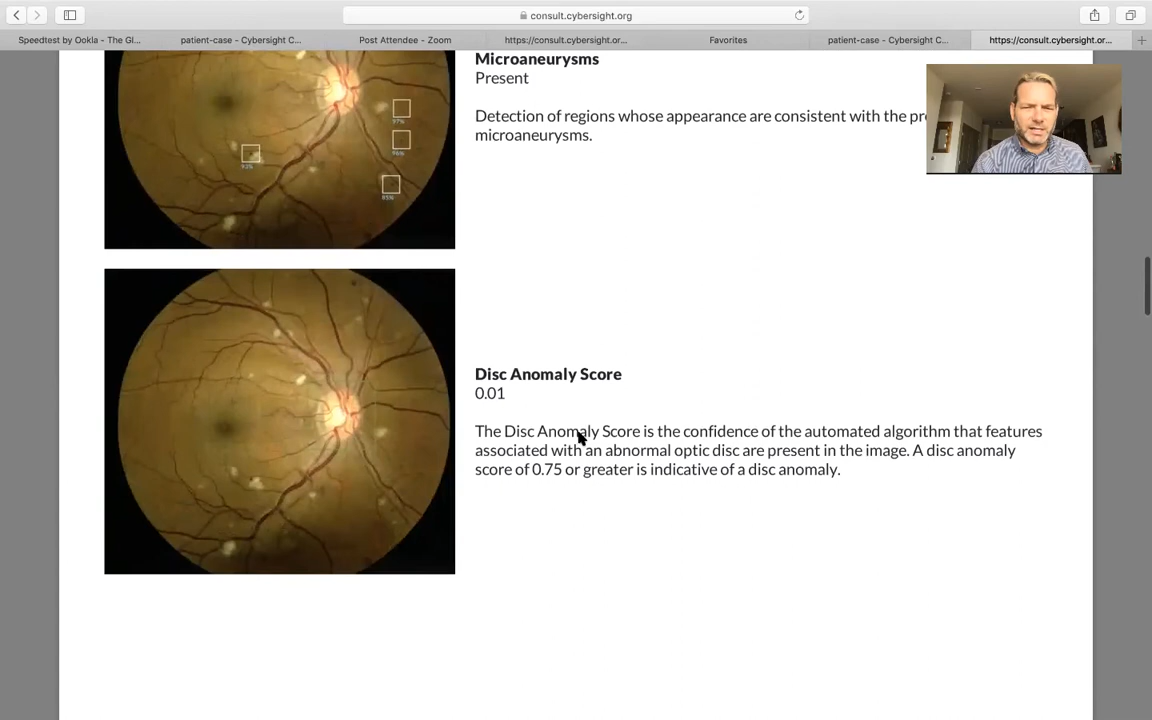 consult.cybersight.org
Speedtest by Ookla - The Gl...
patient-case - Cybersight C...
Post Attendee - Zoom
https://consult.cybersight.or...
Favorites
patient-case - Cybersight C...
https://consult.cybersight.or...
Microaneurysms
Present
Detection of regions whose appearance are consistent with the pr
microaneurysms.
97%
96%
93%
85%
Disc Anomaly Score
0.01
The Disc Anomaly Score is the confidence of the automated algorithm that features
associated with an abnormal optic disc are present in the image. A disc anomaly
score of 0.75 or greater is indicative of a disc anomaly.